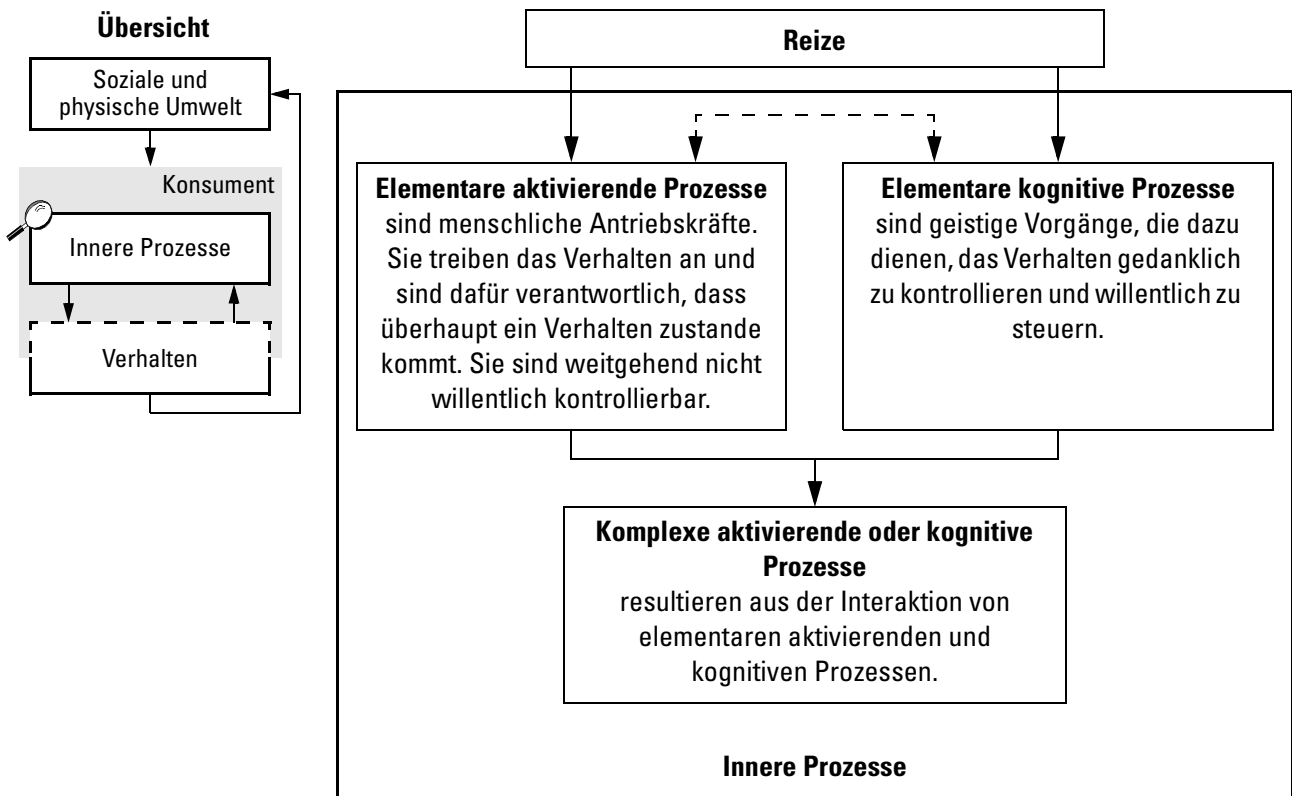 Übersicht
Soziale und
physische Umwelt
Konsument
Innere Prozesse
Verhalten
Reize
Elementare aktivierende Prozesse
sind menschliche Antriebskräfte.
Sie treiben das Verhalten an und
sind dafür verantwortlich, dass
überhaupt ein Verhalten zustande
kommt. Sie sind weitgehend nicht
willentlich kontrollierbar.
Elementare kognitive Prozesse
sind geistige Vorgänge, die dazu
dienen, das Verhalten gedanklich
zu kontrollieren und willentlich zu
steuern.
Komplexe aktivierende oder kognitive
Prozesse
resultieren aus der Interaktion von
elementaren aktivierenden und
kognitiven Prozessen.
Innere Prozesse